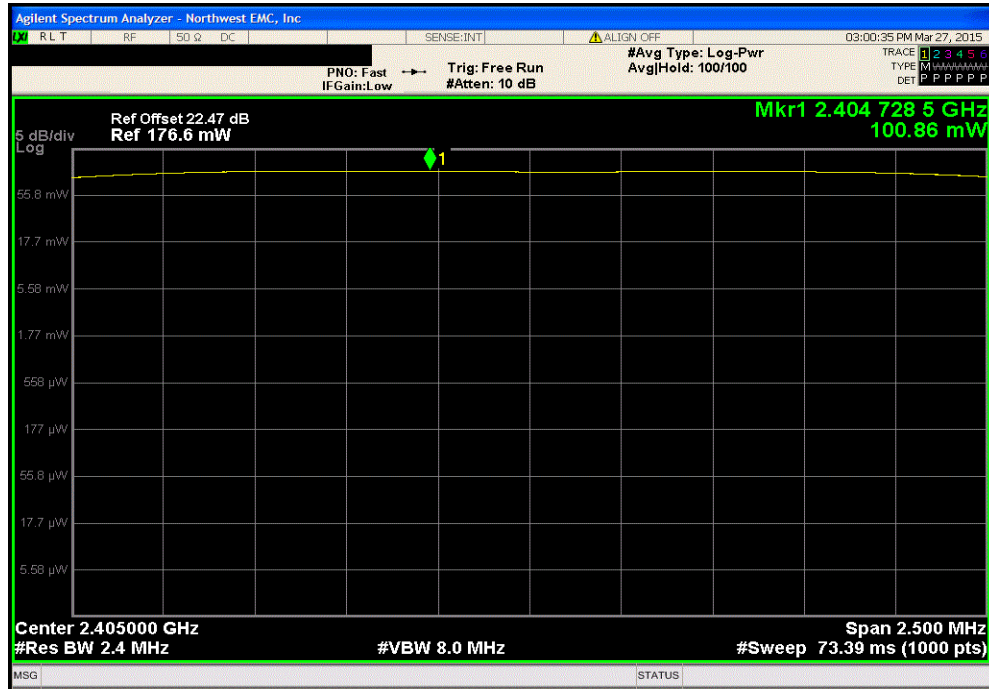 Agilent Spectrum Analyzer - Northwest EMC, Inc
LXI R L T RF 50 Ω DC SENSE:INT ALIGN OFF 03:00:35 PM Mar 27, 2015
PNO: Fast Trig: Free Run #Avg Type: Log-Pwr TRACE 1 2 3 4 5 6
IFGain:Low #Atten: 10 dB Avg|Hold: 100/100 TYPE M
DET P P P P P P
Mkr1 2.404 728 5 GHz
100.86 mW
Ref Offset 22.47 dB
5 dB/div Ref 176.6 mW
Log
1
55.8 mW
17.7 mW
5.58 mW
1.77 mW
558 µW
177 µW
55.8 µW
17.7 µW
5.58 µW
Center 2.405000 GHz Span 2.500 MHz
#Res BW 2.4 MHz #VBW 8.0 MHz #Sweep 73.39 ms (1000 pts)
MSG STATUS